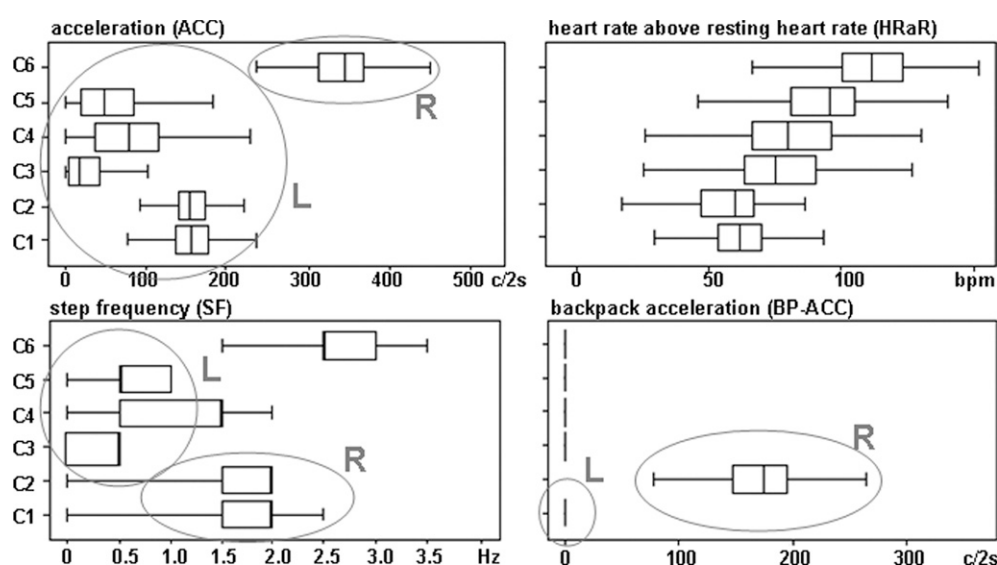 acceleration (ACC)
C6
C5
C4
C3
C2
C1
R
L
0 100 200 300 400 500 c/2s
heart rate above resting heart rate (HRaR)
0 50 100 bpm
step frequency (SF)
C6
C5
C4
C3
C2
C1
L
R
0 0.5 1.0 1.5 2.0 2.5 3.0 3.5 Hz
backpack acceleration (BP-ACC)
R
L
0 100 200 300 c/2s